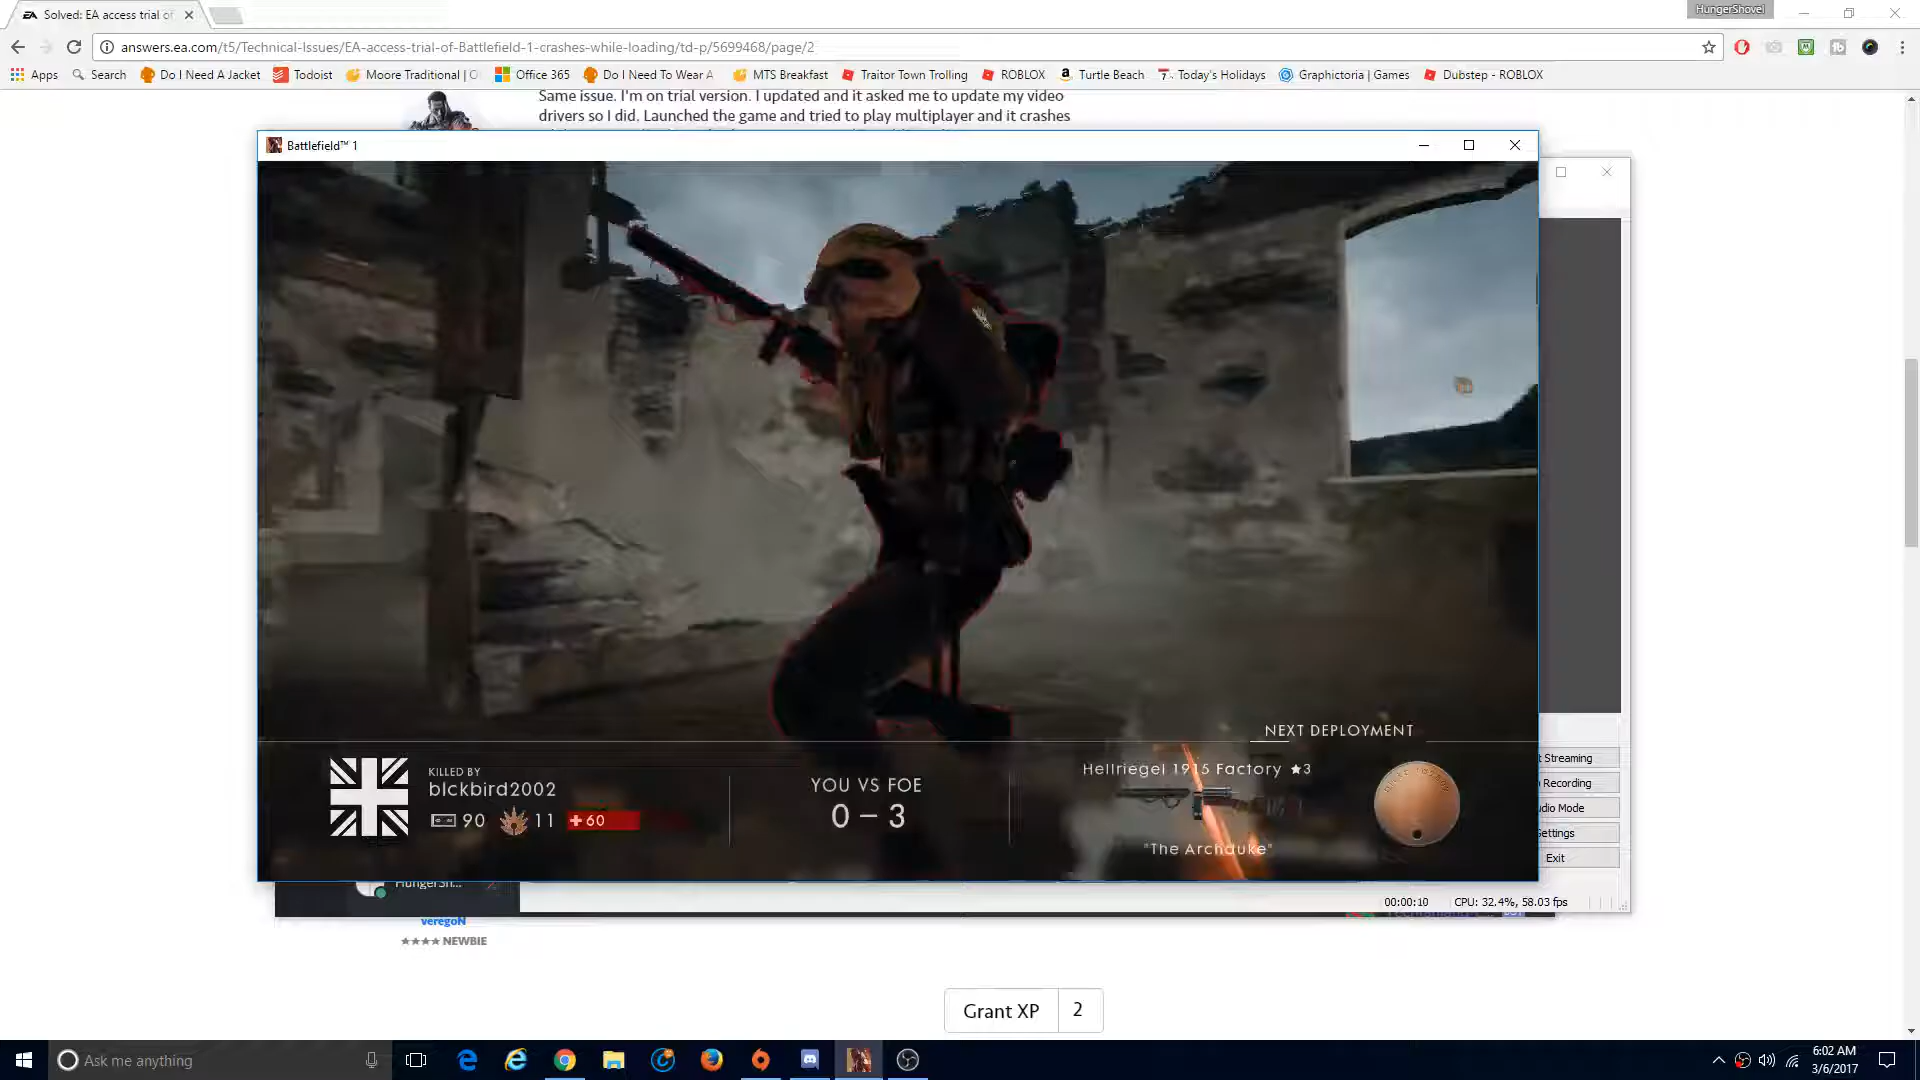 Solved: EA access trial of
HungerShovel
answers.ea.com/t5/Technical-Issues/EA-access-trial-of-Battlefield-1-crashes-while-loading/td-p/5699468/page/2
Apps Search Do I Need A Jacket Todoist Moore Traditional | O Office 365 Do I Need To Wear A MTS Breakfast Traitor Town Trolling ROBLOX Turtle Beach Today's Holidays Graphictoria | Games Dubstep - ROBLOX
Same issue. I'm on trial version. I updated and it asked me to update my video
drivers so I did. Launched the game and tried to play multiplayer and it crashes
Battlefield™ 1
NEXT DEPLOYMENT
KILLED BY
blckbird2002
90 11 +60
YOU VS FOE
0 – 3
Hellriegel 1915 Factory ★3
"The Archduke"
t Streaming
Recording
dio Mode
Settings
Exit
HungerSh...
00:00:10 CPU: 32.4%, 58.03 fps
veregoN
★★★★ NEWBIE
Grant XP 2
Ask me anything
6:02 AM
3/6/2017